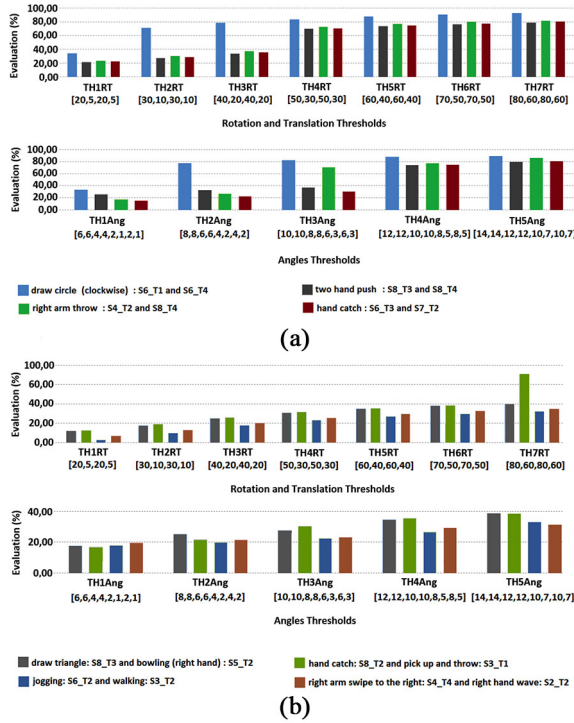 Evaluation (%)
100,00
80,00
60,00
40,00
20,00
00,00
TH1RT TH2RT TH3RT TH4RT TH5RT TH6RT TH7RT
[20,5,20,5] [30,10,30,10] [40,20,40,20] [50,30,50,30] [60,40,60,40] [70,50,70,50] [80,60,80,60]
Rotation and Translation Thresholds
Evaluation (%)
100,00
80,00
60,00
40,00
20,00
00,00
TH1Ang TH2Ang TH3Ang TH4Ang TH5Ang
[6,6,4,4,2,1,2,1] [8,8,6,6,4,2,4,2] [10,10,8,8,6,3,6,3] [12,12,10,10,8,5,8,5] [14,14,12,12,10,7,10,7]
Angles Thresholds
draw circle (clockwise) : S6_T1 and S6_T4 two hand push : S8_T3 and S8_T4
right arm throw : S4_T2 and S8_T4 hand catch : S6_T3 and S7_T2
(a)
Evaluation (%)
100,00
60,00
40,00
20,00
0,00
TH1RT TH2RT TH3RT TH4RT TH5RT TH6RT TH7RT
[20,5,20,5] [30,10,30,10] [40,20,40,20] [50,30,50,30] [60,40,60,40] [70,50,70,50] [80,60,80,60]
Rotation and Translation Thresholds
Evaluation (%)
40,00
20,00
0,00
TH1Ang TH2Ang TH3Ang TH4Ang TH5Ang
[6,6,4,4,2,1,2,1] [8,8,6,6,4,2,4,2] [10,10,8,8,6,3,6,3] [12,12,10,10,8,5,8,5] [14,14,12,12,10,7,10,7]
Angles Thresholds
draw triangle: S8_T3 and bowling (right hand) : S5_T2 hand catch: S8_T2 and pick up and throw: S3_T1
jogging: S6_T2 and walking: S3_T2 right arm swipe to the right: S4_T4 and right hand wave: S2_T2
(b)